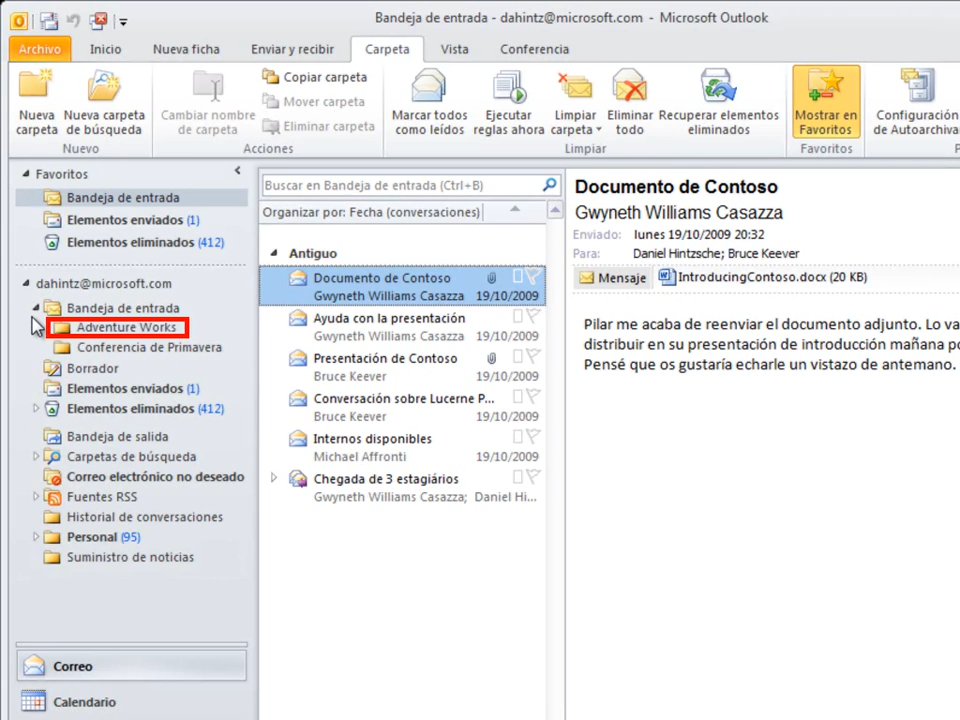 Bandeja de entrada - dahintz@microsoft.com - Microsoft Outlook
Archivo Inicio Nueva ficha Enviar y recibir Carpeta Vista Conferencia
Nueva carpeta
Nueva carpeta de búsqueda
Nuevo
Cambiar nombre de carpeta
Copiar carpeta
Mover carpeta
Eliminar carpeta
Acciones
Marcar todos como leídos
Ejecutar reglas ahora
Limpiar carpeta
Eliminar todo
Recuperar elementos eliminados
Limpiar
Mostrar en Favoritos
Favoritos
Configuración
de Autoarchiva
Favoritos
Bandeja de entrada
Elementos enviados (1)
Elementos eliminados (412)
dahintz@microsoft.com
Bandeja de entrada
Adventure Works
Conferencia de Primavera
Borrador
Elementos enviados (1)
Elementos eliminados (412)
Bandeja de salida
Carpetas de búsqueda
Correo electrónico no deseado
Fuentes RSS
Historial de conversaciones
Personal (95)
Suministro de noticias
Correo
Calendario
Buscar en Bandeja de entrada (Ctrl+B)
Organizar por: Fecha (conversaciones)
Antiguo
Documento de Contoso
Gwyneth Williams Casazza 19/10/2009
Ayuda con la presentación
Gwyneth Williams Casazza 19/10/2009
Presentación de Contoso
Bruce Keever 19/10/2009
Conversación sobre Lucerne P...
Bruce Keever 19/10/2009
Internos disponibles
Michael Affronti 19/10/2009
Chegada de 3 estagiários
Gwyneth Williams Casazza; Daniel Hi...
Documento de Contoso
Gwyneth Williams Casazza
Enviado: lunes 19/10/2009 20:32
Para: Daniel Hintzsche; Bruce Keever
Mensaje IntroducingContoso.docx (20 KB)
Pilar me acaba de reenviar el documento adjunto. Lo va
distribuir en su presentación de introducción mañana po
Pensé que os gustaría echarle un vistazo de antemano.